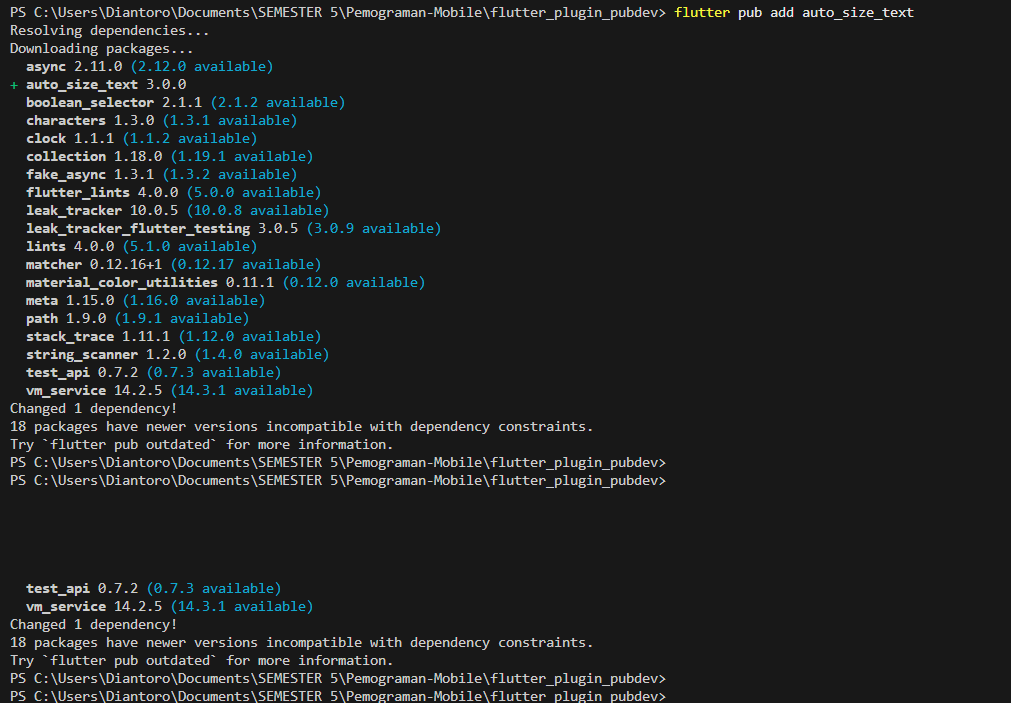 PS C:\Users\Diantoro\Documents\SEMESTER 5\Pemograman-Mobile\flutter_plugin_pubdev> flutter pub add auto_size_text
Resolving dependencies...
Downloading packages...
  async 2.11.0 (2.12.0 available)
+ auto_size_text 3.0.0
  boolean_selector 2.1.1 (2.1.2 available)
  characters 1.3.0 (1.3.1 available)
  clock 1.1.1 (1.1.2 available)
  collection 1.18.0 (1.19.1 available)
  fake_async 1.3.1 (1.3.2 available)
  flutter_lints 4.0.0 (5.0.0 available)
  leak_tracker 10.0.5 (10.0.8 available)
  leak_tracker_flutter_testing 3.0.5 (3.0.9 available)
  lints 4.0.0 (5.1.0 available)
  matcher 0.12.16+1 (0.12.17 available)
  material_color_utilities 0.11.1 (0.12.0 available)
  meta 1.15.0 (1.16.0 available)
  path 1.9.0 (1.9.1 available)
  stack_trace 1.11.1 (1.12.0 available)
  string_scanner 1.2.0 (1.4.0 available)
  test_api 0.7.2 (0.7.3 available)
  vm_service 14.2.5 (14.3.1 available)
Changed 1 dependency!
18 packages have newer versions incompatible with dependency constraints.
Try `flutter pub outdated` for more information.
PS C:\Users\Diantoro\Documents\SEMESTER 5\Pemograman-Mobile\flutter_plugin_pubdev>
PS C:\Users\Diantoro\Documents\SEMESTER 5\Pemograman-Mobile\flutter_plugin_pubdev>
  test_api 0.7.2 (0.7.3 available)
  vm_service 14.2.5 (14.3.1 available)
Changed 1 dependency!
18 packages have newer versions incompatible with dependency constraints.
Try `flutter pub outdated` for more information.
PS C:\Users\Diantoro\Documents\SEMESTER 5\Pemograman-Mobile\flutter_plugin_pubdev>
PS C:\Users\Diantoro\Documents\SEMESTER 5\Pemograman-Mobile\flutter_plugin_pubdev>